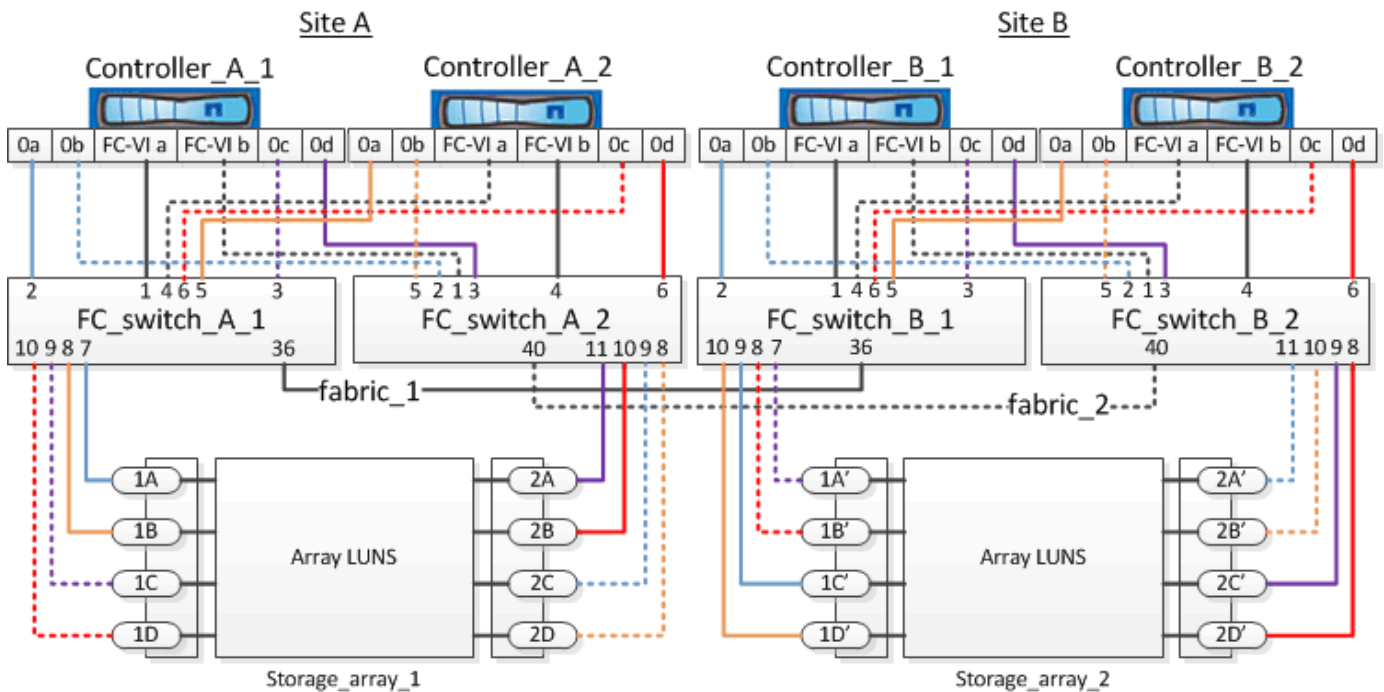 Site A Site B
Controller_A_1 Controller_A_2 Controller_B_1 Controller_B_2
0a 0b FC-VI a FC-VI b 0c 0d 0a 0b FC-VI a FC-VI b 0c 0d 0a 0b FC-VI a FC-VI b 0c 0d 0a 0b FC-VI a FC-VI b 0c 0d
2 1 4 6 5 3 5 2 1 3 4 6 2 1 4 6 5 3 5 2 1 3 4 6
FC_switch_A_1 FC_switch_A_2 FC_switch_B_1 FC_switch_B_2
10 9 8 7 36 40 11 10 9 8 10 9 8 7 36 40 11 10 9 8
fabric_1 fabric_2
1A 2A 1A' 2A'
1B 2B 1B' 2B'
Array LUNS Array LUNS
1C 2C 1C' 2C'
1D 2D 1D' 2D'
Storage_array_1 Storage_array_2